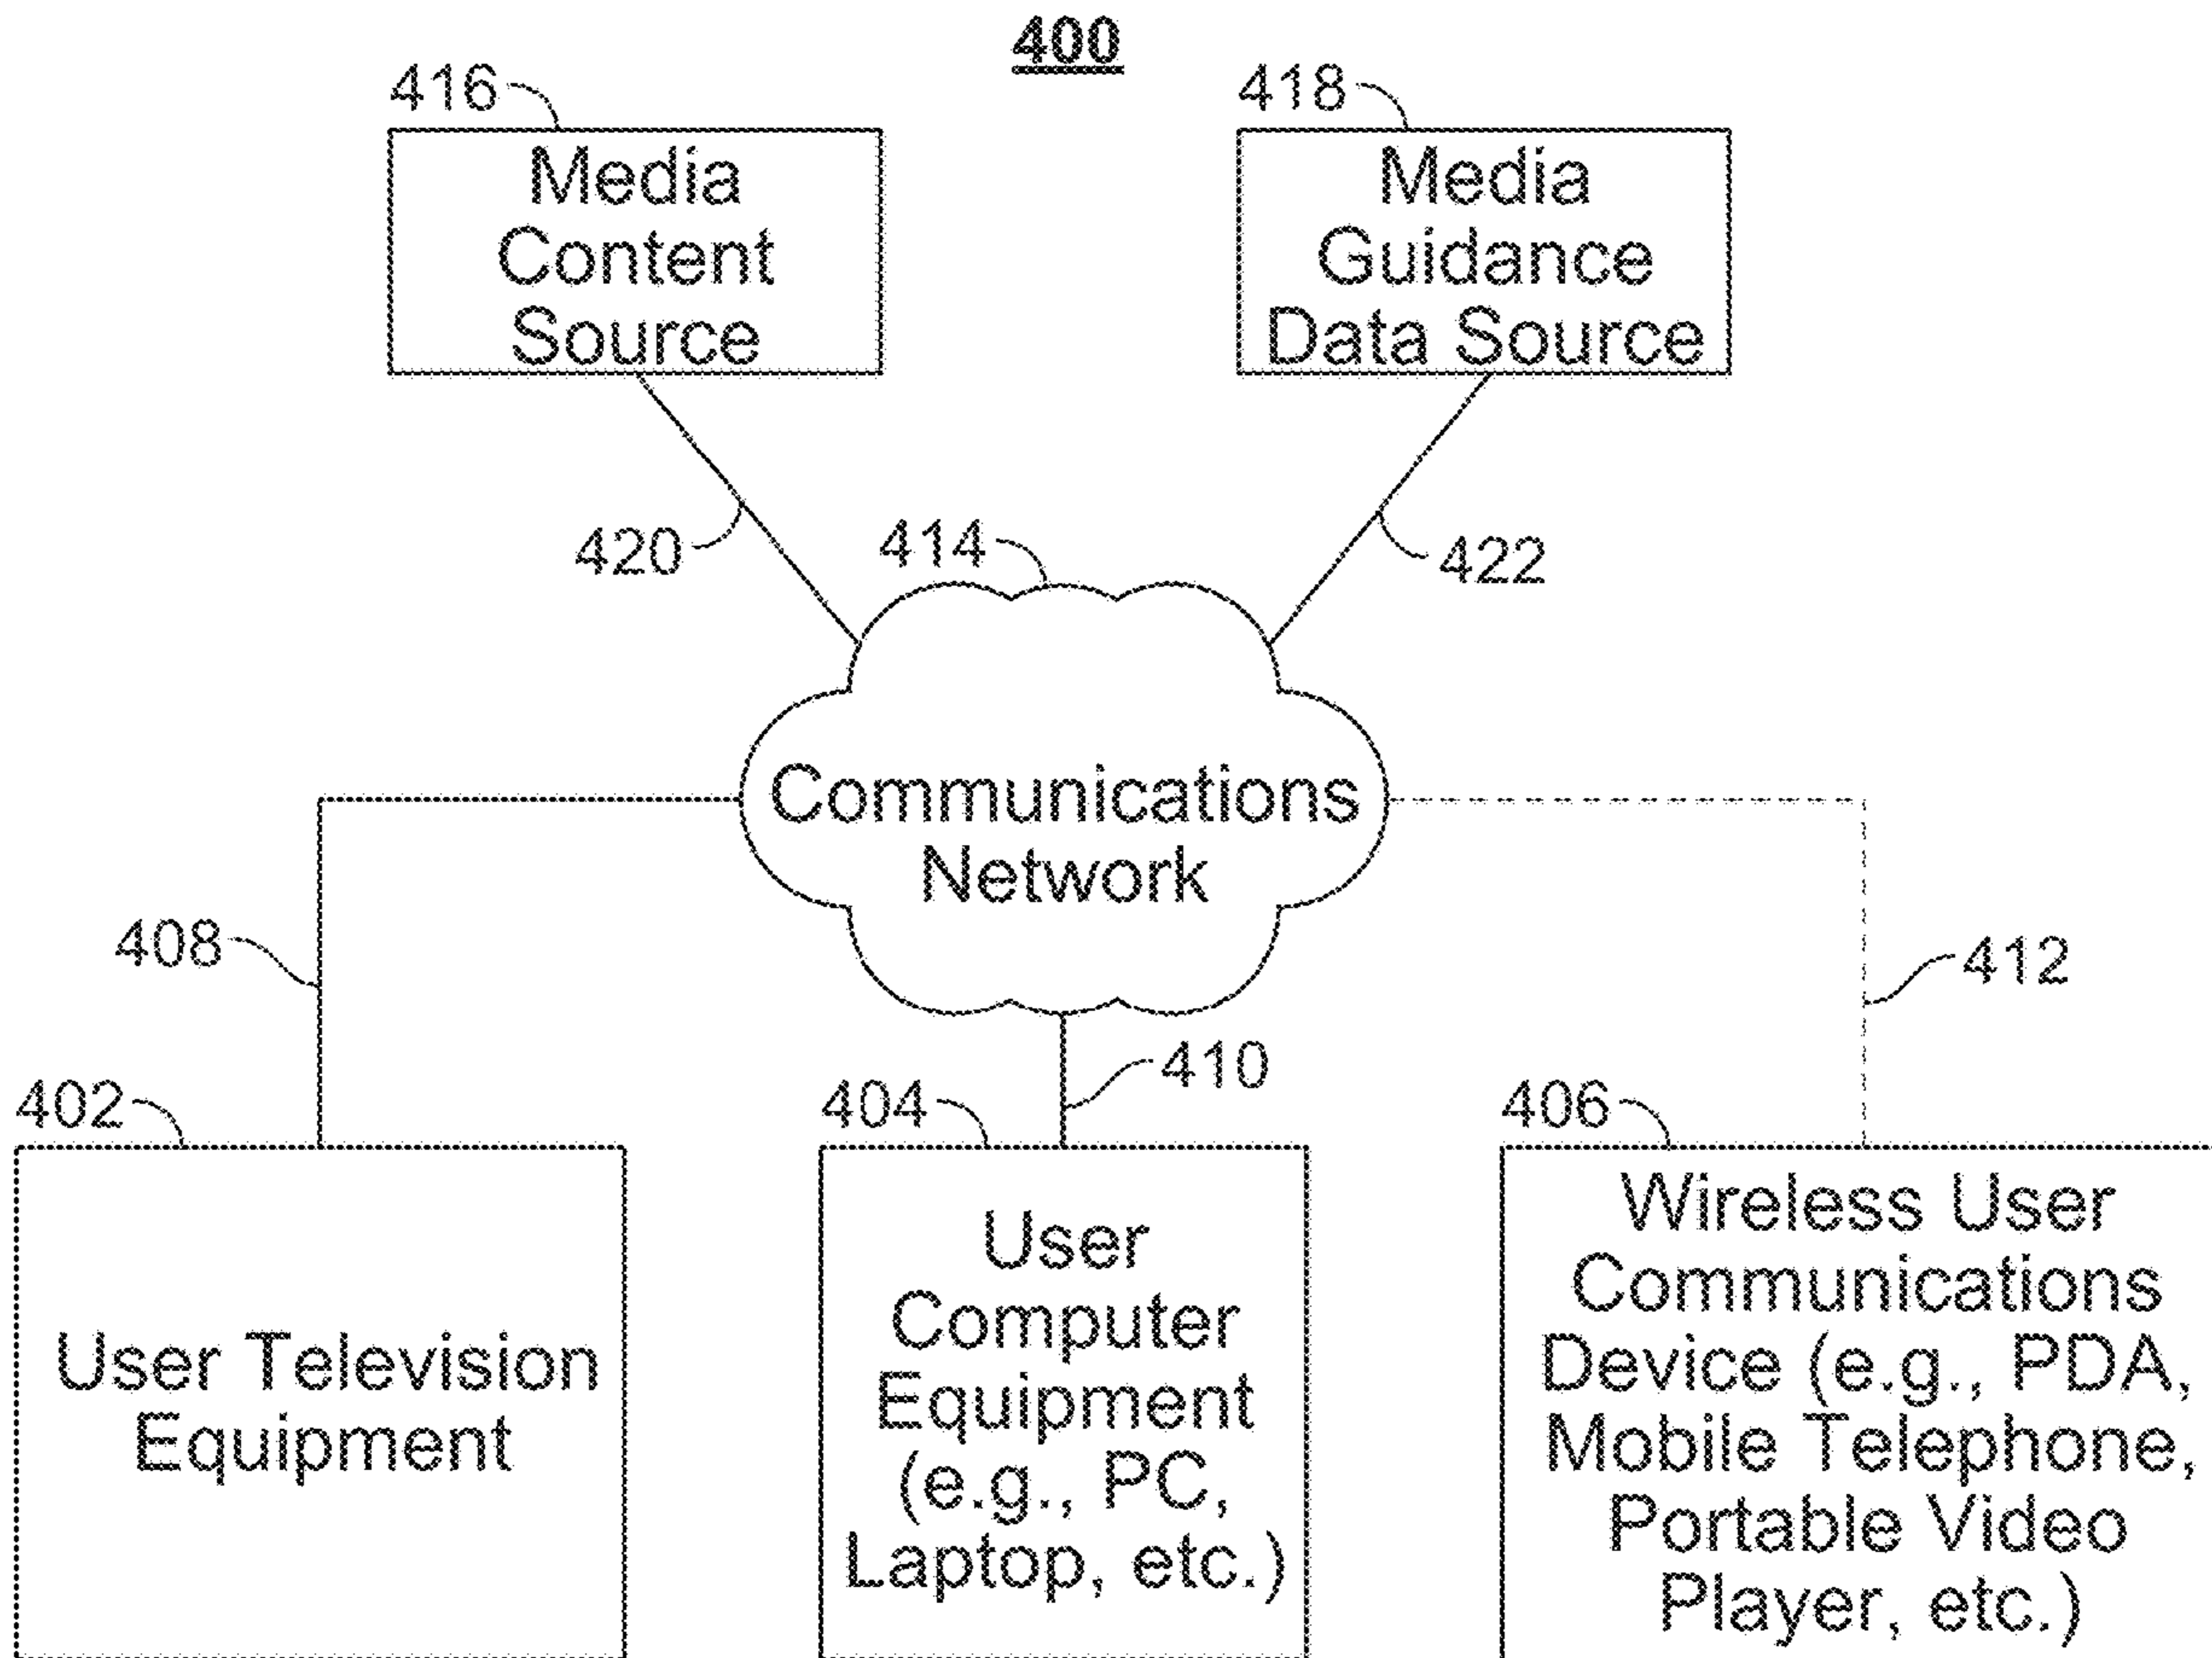 400
416
418
Media
Content
Source
Media
Guidance
Data Source
420
414
422
Communications
Network
408
412
410
402
404
406
User Television
Equipment
User
Computer
Equipment
(e.g., PC,
Laptop, etc.)
Wireless User
Communications
Device (e.g., PDA,
Mobile Telephone,
Portable Video
Player, etc.)